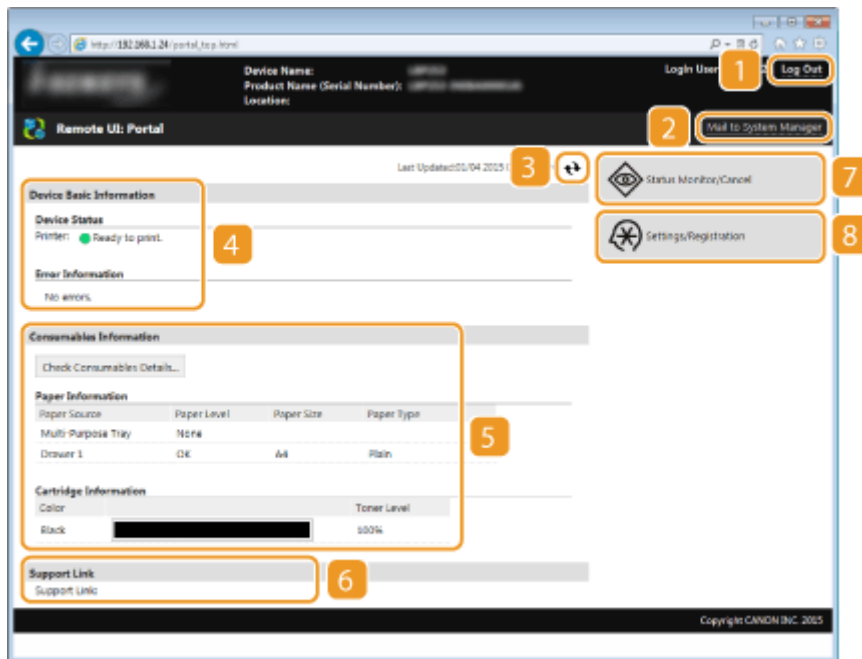 http://192.168.1.24/portal_top.html
Device Name:
Product Name (Serial Number):
Location:
Login User
1
Log Out
Remote UI: Portal
2
Mail to System Manager
Last Updated:01/04 2015
3
Device Basic Information
Device Status
Printer: Ready to print.
4
Error Information
No errors.
Status Monitor/Cancel
7
Settings/Registration
8
Consumables Information
Check Consumables Details...
Paper Information
Paper Source Paper Level Paper Size Paper Type
Multi-Purpose Tray None
Drawer 1 OK A4 Plain
5
Cartridge Information
Color Toner Level
Black 100%
Support Link
Support Link:
6
Copyright CANON INC. 2015